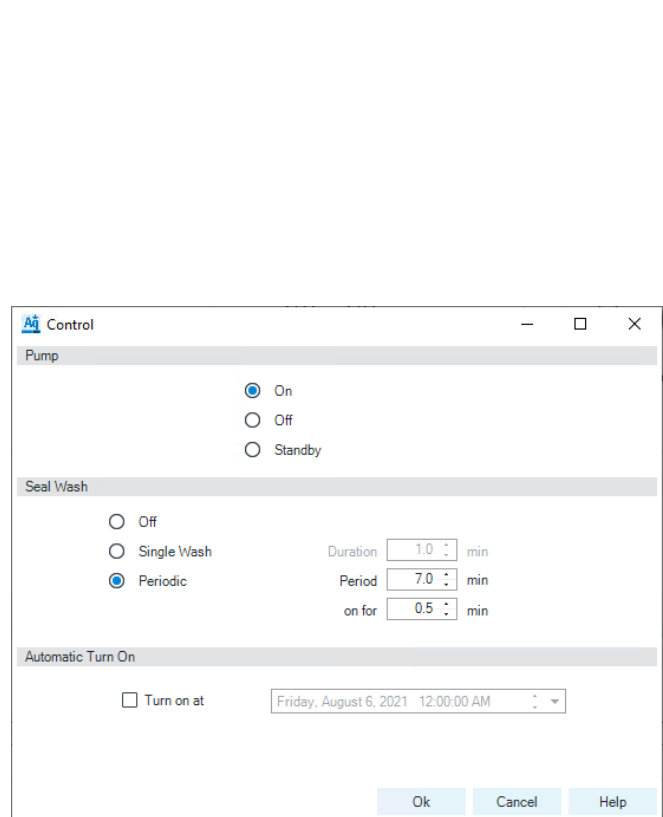 Control
Pump
On
Off
Standby
Seal Wash
Off
Single Wash Duration 1.0 min
Periodic Period 7.0 min
on for 0.5 min
Automatic Turn On
Turn on at Friday, August 6, 2021 12:00:00 AM
Ok Cancel Help